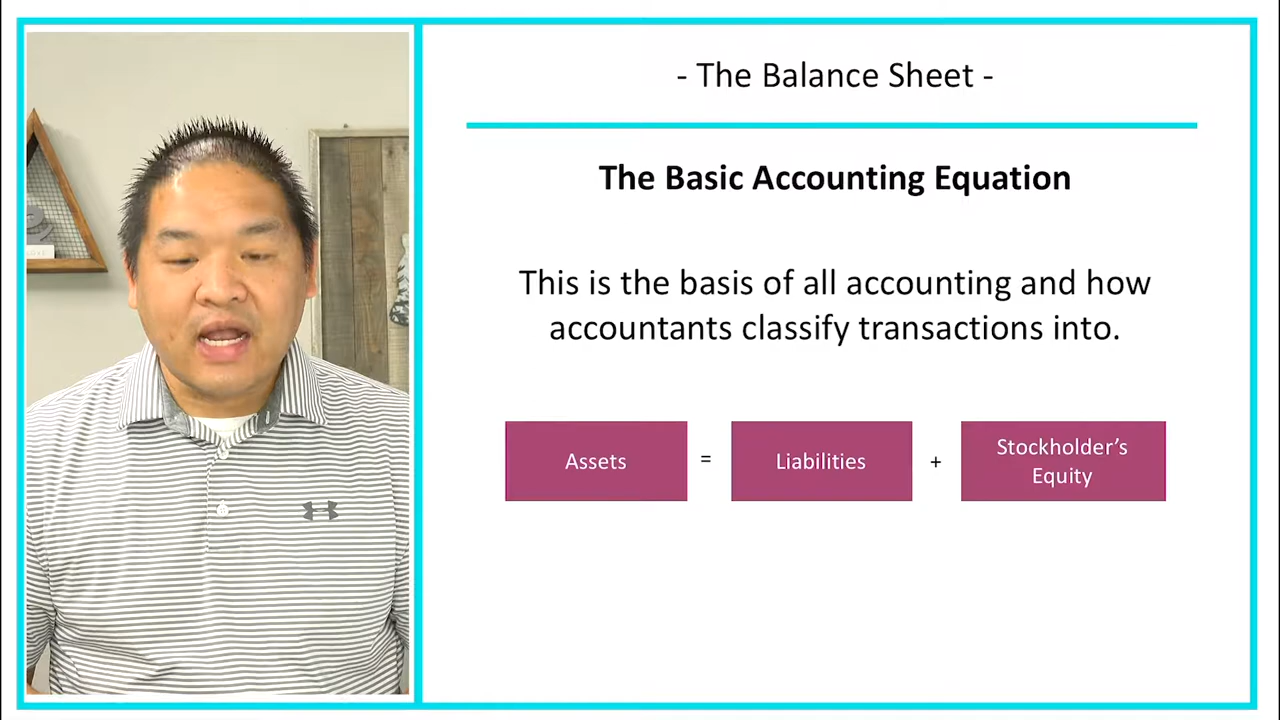 - The Balance Sheet -
The Basic Accounting Equation
This is the basis of all accounting and how
accountants classify transactions into.
Assets
=
Liabilities
+
Stockholder’s
Equity